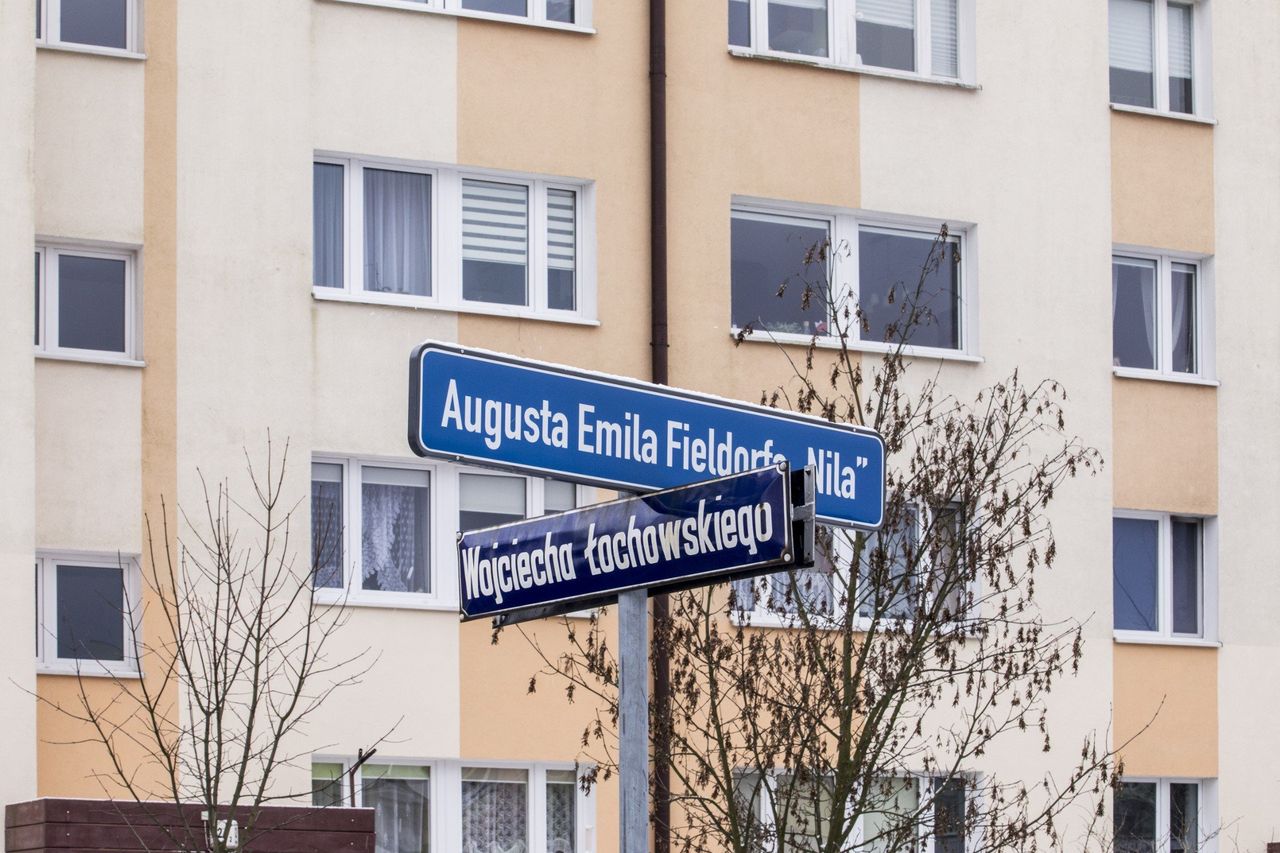 Augusta Emila Fieldorfa „Nila”
Wojciecha Łochowskiego